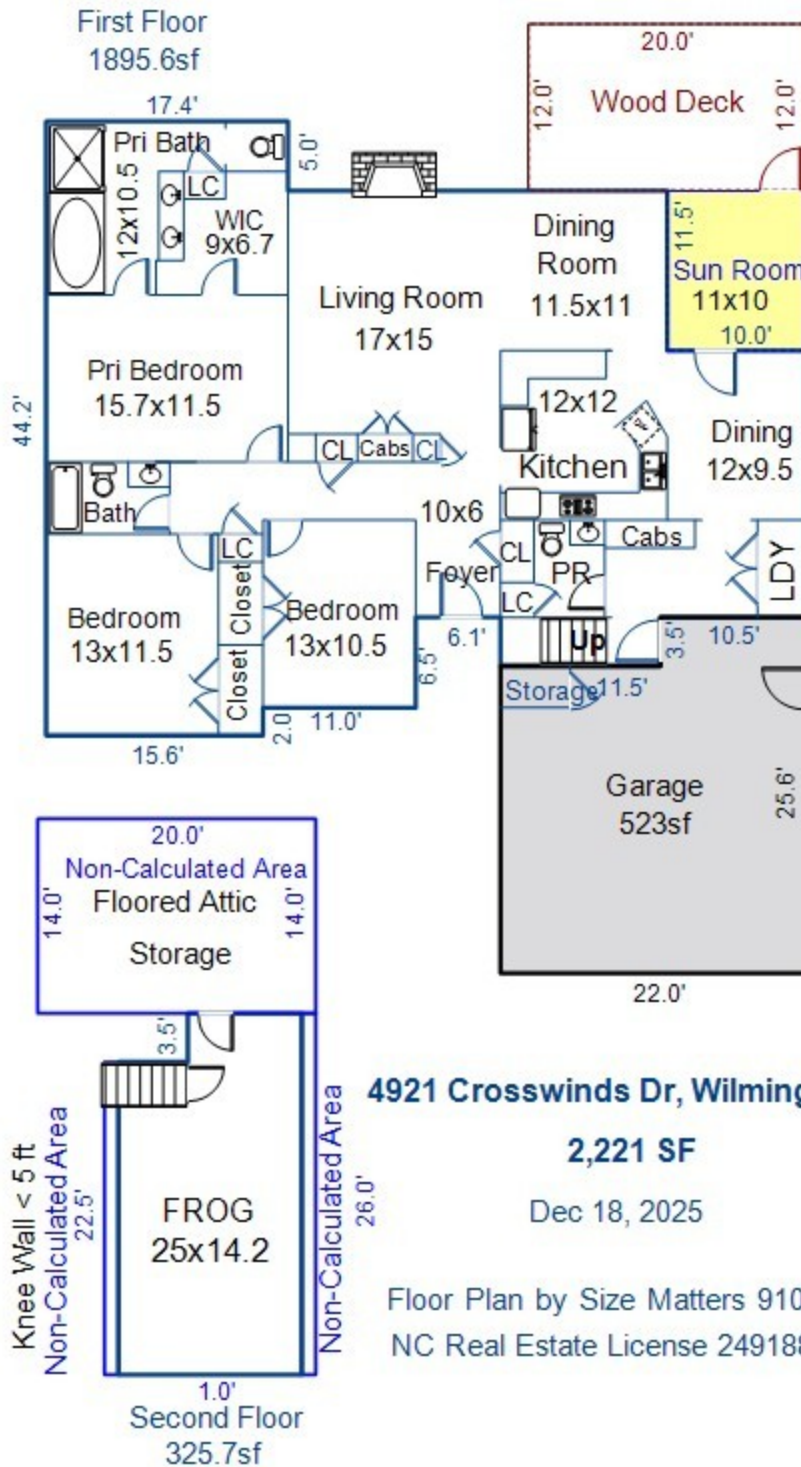 First Floor
1895.6sf
17.4'
20.0'
12.0'
Wood Deck
12.0'
Pri Bath
12x10.5
LC
WIC
9x6.7
5.0'
Living Room
17x15
Dining
Room
11.5x11
11.5'
Sun Room
11x10
10.0'
44.2'
Pri Bedroom
15.7x11.5
CL
Cabs
CL
12x12
Kitchen
Dining
12x9.5
Bath
10x6
Foyer
LC
Closet
Closet
CL
LC
PR
Cabs
LDY
Bedroom
13x11.5
Bedroom
13x10.5
6.5'
6.1'
Up
3.5'
10.5'
Storage
11.5'
15.6'
2.0
11.0'
Garage
523sf
25.6'
22.0'
20.0'
Non-Calculated Area
14.0'
Floored Attic
Storage
14.0'
3.5'
Knee Wall < 5 ft
Non-Calculated Area
22.5'
FROG
25x14.2
Non-Calculated Area
26.0'
1.0'
Second Floor
325.7sf
4921 Crosswinds Dr, Wilming
2,221 SF
Dec 18, 2025
Floor Plan by Size Matters 910
NC Real Estate License 249188